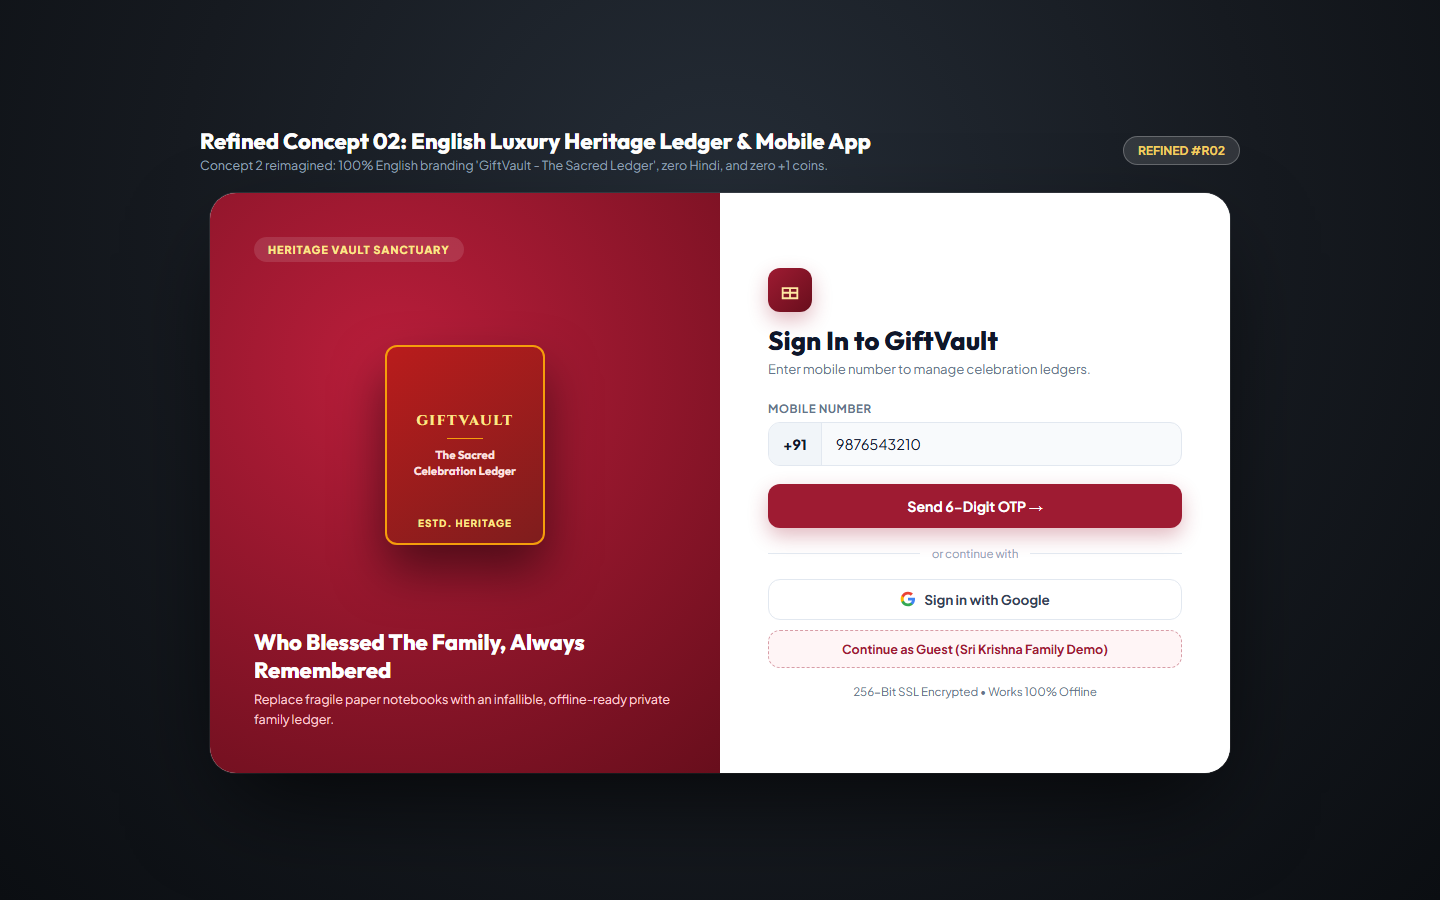 Refined Concept 02: English Luxury Heritage Ledger & Mobile App
Concept 2 reimagined: 100% English branding 'GiftVault - The Sacred Ledger', zero Hindi, and zero +1 coins.
REFINED #R02
HERITAGE VAULT SANCTUARY
GIFTVAULT
The Sacred
Celebration Ledger
ESTD. HERITAGE
Who Blessed The Family, Always
Remembered
Replace fragile paper notebooks with an infallible, offline-ready private
family ledger.
Sign In to GiftVault
Enter mobile number to manage celebration ledgers.
MOBILE NUMBER
+91 9876543210
Send 6-Digit OTP →
or continue with
Sign in with Google
Continue as Guest (Sri Krishna Family Demo)
256-Bit SSL Encrypted • Works 100% Offline